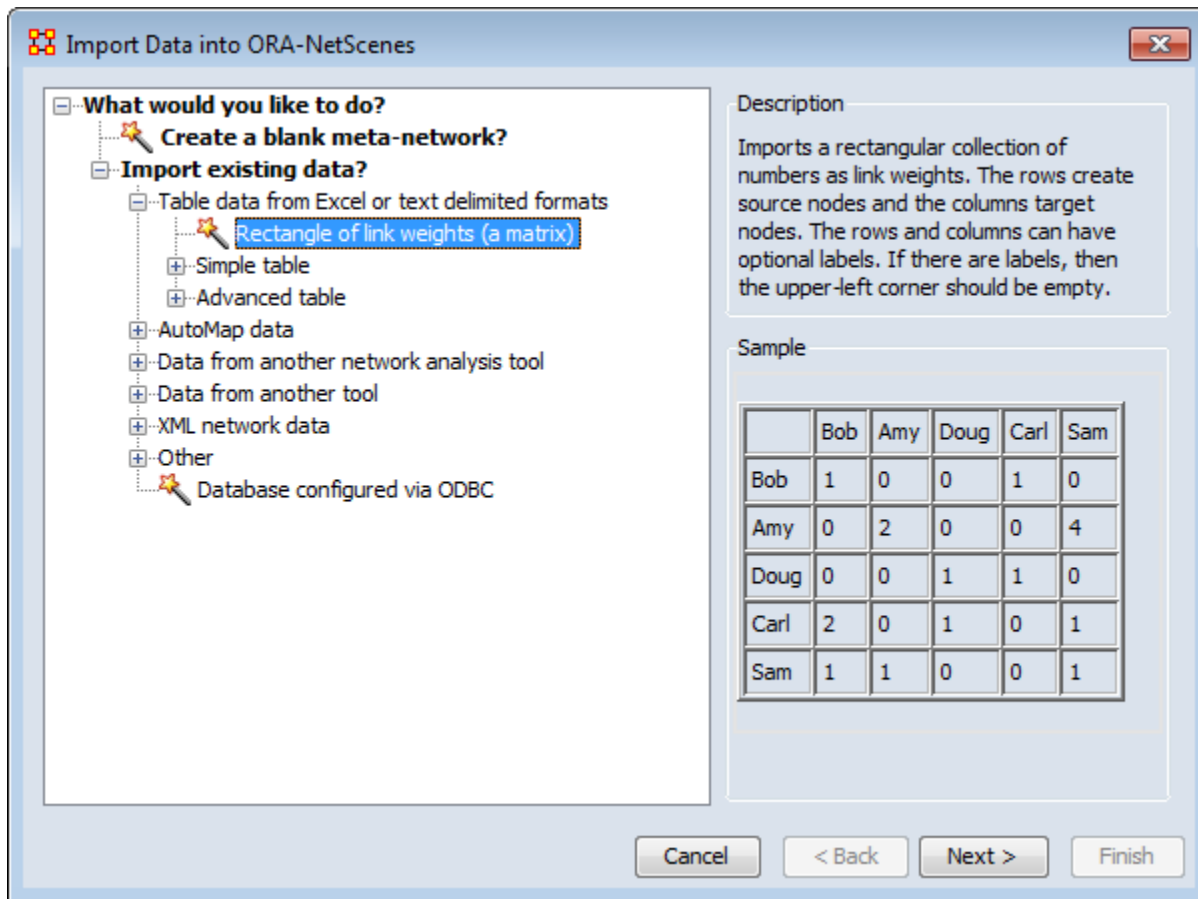 Import Data into ORA-NetScenes
What would you like to do?
Create a blank meta-network?
Import existing data?
Table data from Excel or text delimited formats
Rectangle of link weights (a matrix)
Simple table
Advanced table
AutoMap data
Data from another network analysis tool
Data from another tool
XML network data
Other
Database configured via ODBC
Description
Imports a rectangular collection of
numbers as link weights. The rows create
source nodes and the columns target
nodes. The rows and columns can have
optional labels. If there are labels, then
the upper-left corner should be empty.
Sample
Bob Amy Doug Carl Sam
Bob 1 0 0 1 0
Amy 0 2 0 0 4
Doug 0 0 1 1 0
Carl 2 0 1 0 1
Sam 1 1 0 0 1
Cancel < Back Next > Finish